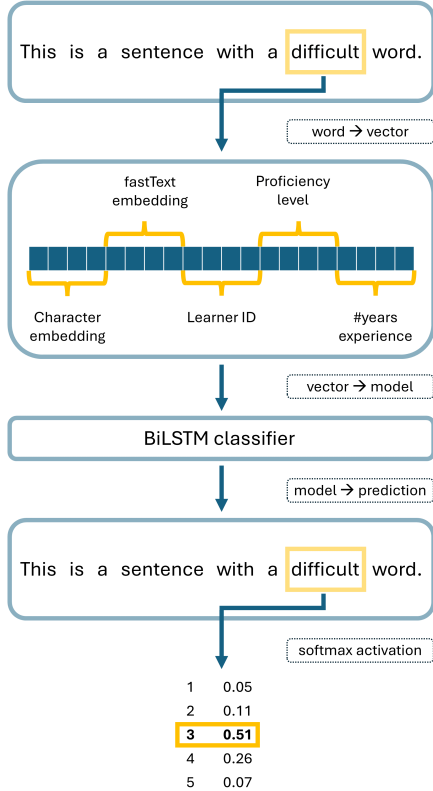 This is a sentence with a difficult word.
word → vector
fastText
embedding
Proficiency
level
Character
embedding
Learner ID
#years
experience
vector → model
BiLSTM classifier
model → prediction
This is a sentence with a difficult word.
softmax activation
1 0.05
2 0.11
3 0.51
4 0.26
5 0.07